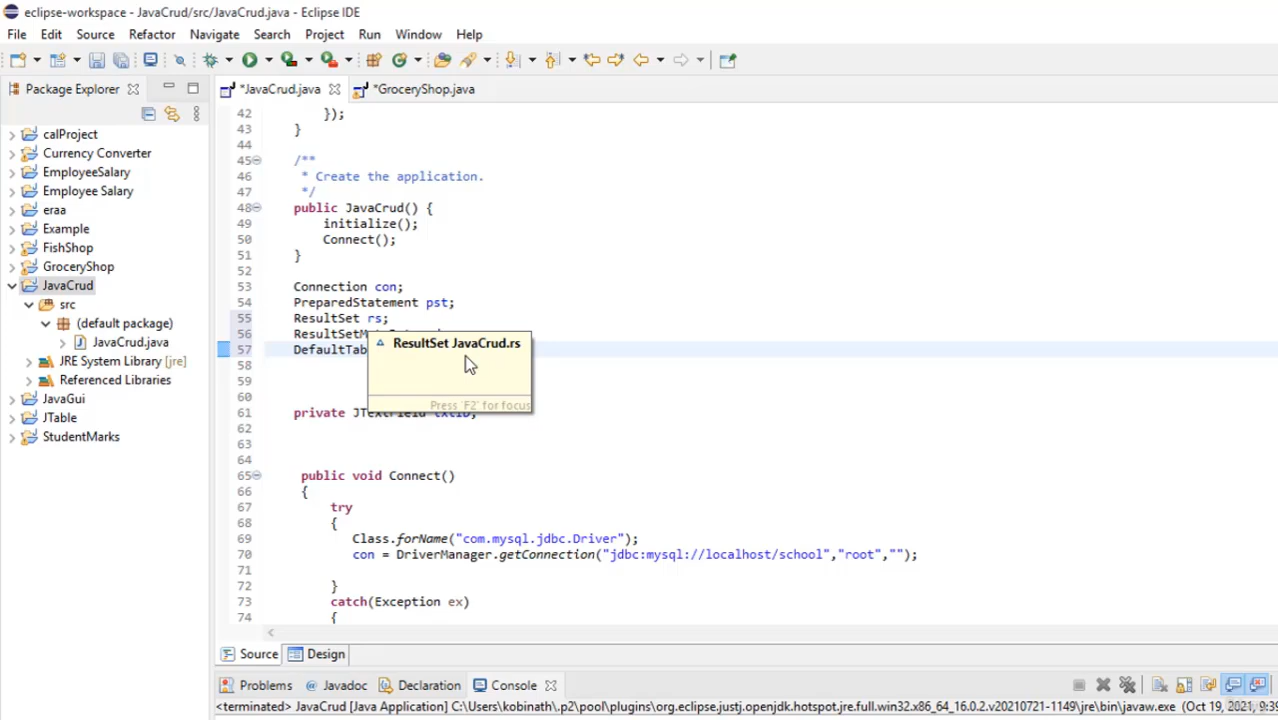 eclipse-workspace - JavaCrud/src/JavaCrud.java - Eclipse IDE
File Edit Source Refactor Navigate Search Project Run Window Help
Package Explorer
*JavaCrud.java *GroceryShop.java
calProject
Currency Converter
EmployeeSalary
Employee Salary
eraa
Example
FishShop
GroceryShop
JavaCrud
src
(default package)
JavaCrud.java
JRE System Library [jre]
Referenced Libraries
JavaGui
JTable
StudentMarks
42 });
43 }
44
45 /**
46 * Create the application.
47 */
48 public JavaCrud() {
49 initialize();
50 Connect();
51 }
52
53 Connection con;
54 PreparedStatement pst;
55 ResultSet rs;
56 ResultSetM
57 DefaultTab
58
59
60
61 private JTextField txtID;
62
63
64
65 public void Connect()
66 {
67 try
68 {
69 Class.forName("com.mysql.jdbc.Driver");
70 con = DriverManager.getConnection("jdbc:mysql://localhost/school","root","");
71
72 }
73 catch(Exception ex)
74 {
ResultSet JavaCrud.rs
Press 'F2' for focus
Source Design
Problems @ Javadoc Declaration Console
<terminated> JavaCrud [Java Application] C:\Users\kobinath\.p2\pool\plugins\org.eclipse.justj.openjdk.hotspot.jre.full.win32.x86_64_16.0.2.v20210721-1149\jre\bin\javaw.exe (Oct 19, 2021, 9:39